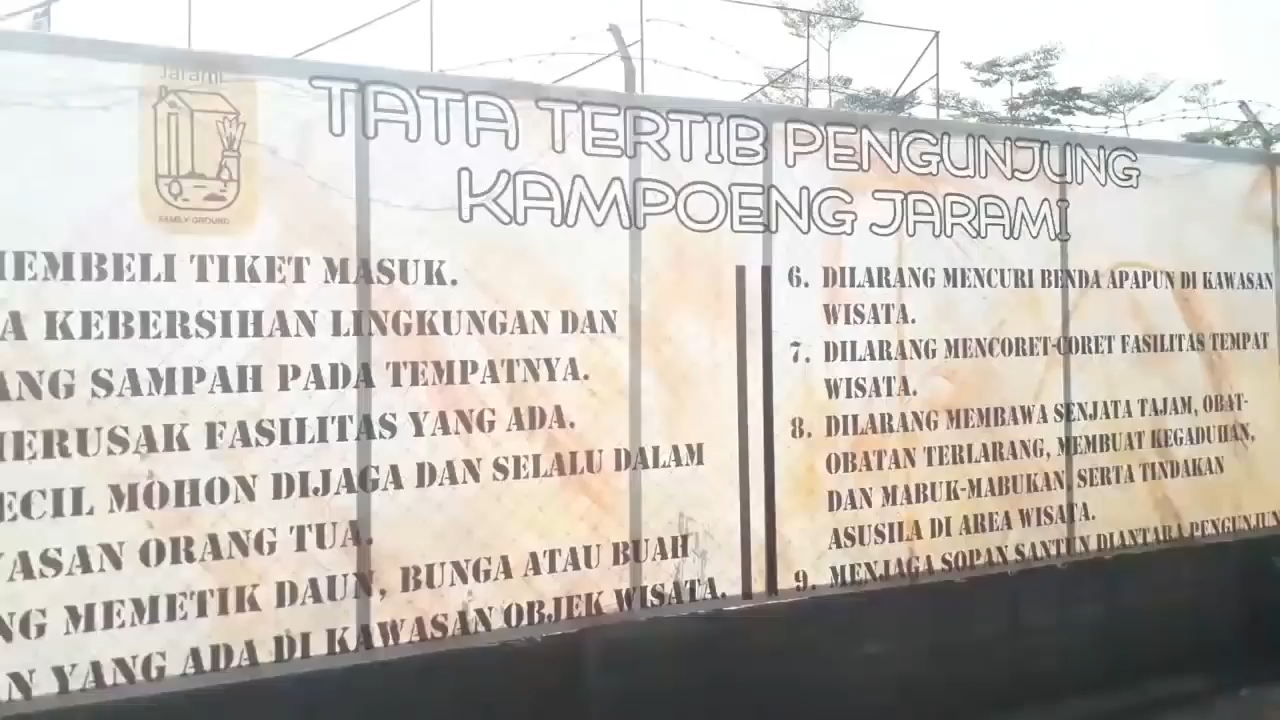 Jarami
FAMILY GROUND
TATA TERTIB PENGUNJUNG
KAMPOENG JARAMI
MEMBELI TIKET MASUK.
A KEBERSIHAN LINGKUNGAN DAN
ANG SAMPAH PADA TEMPATNYA.
MERUSAK FASILITAS YANG ADA.
ECIL MOHON DIJAGA DAN SELALU DALAM
WASAN ORANG TUA.
NG MEMETIK DAUN, BUNGA ATAU BUAH
AN YANG ADA DI KAWASAN OBJEK WISATA.
6. DILARANG MENCURI BENDA APAPUN DI KAWASAN
WISATA.
7. DILARANG MENCORET-CORET FASILITAS TEMPAT
WISATA.
8. DILARANG MEMBAWA SENJATA TAJAM, OBAT-
OBATAN TERLARANG, MEMBUAT KEGADUHAN,
DAN MABUK-MABUKAN, SERTA TINDAKAN
ASUSILA DI AREA WISATA.
9. MENJAGA SOPAN SANTUN DIANTARA PENGUNJUN